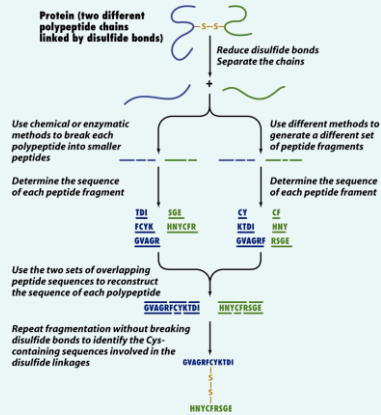 Protein (two different
polypeptide chains
linked by disulfide bonds)
S-S
Reduce disulfide bonds
Separate the chains
+
Use chemical or enzymatic
methods to break each
polypeptide into smaller
peptides
Use different methods to
generate a different set
of peptide fragments
Determine the sequence
of each peptide fragment
Determine the sequence
of each peptide frament
TDI SGE
FCYK HNYCFR
GVAGR
CY CF
KTDI HNY
GVAGRF RSGE
Use the two sets of overlapping
peptide sequences to reconstruct
the sequence of each polypeptide
GVAGRFCYKTDI HNYCFRSGE
Repeat fragmentation without breaking
disulfide bonds to identify the Cys-
containing sequences involved in the
disulfide linkages
GVAGRFCYKTDI
S
S
HNYCFRSGE